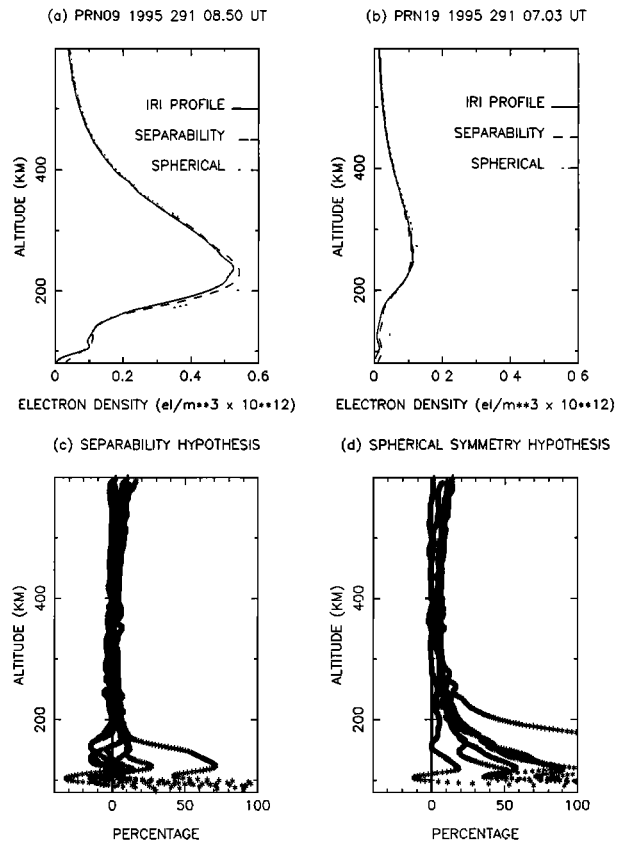 (a) PRN09 1995 291 08.50 UT
IRI PROFILE
SEPARABILITY
SPHERICAL
ALTITUDE (KM)
400
200
0 0.2 0.4 0.6
ELECTRON DENSITY (el/m**3 x 10**12)
(b) PRN19 1995 291 07.03 UT
IRI PROFILE
SEPARABILITY
SPHERICAL
ALTITUDE (KM)
400
200
0 0.2 0.4 0 6
ELECTRON DENSITY (el/m**3 x 10**12)
(c) SEPARABILITY HYPOTHESIS
ALTITUDE (KM)
400
200
0 50 100
PERCENTAGE
(d) SPHERICAL SYMMETRY HYPOTHESIS
ALTITUDE (KM)
400
200
0 50 100
PERCENTAGE